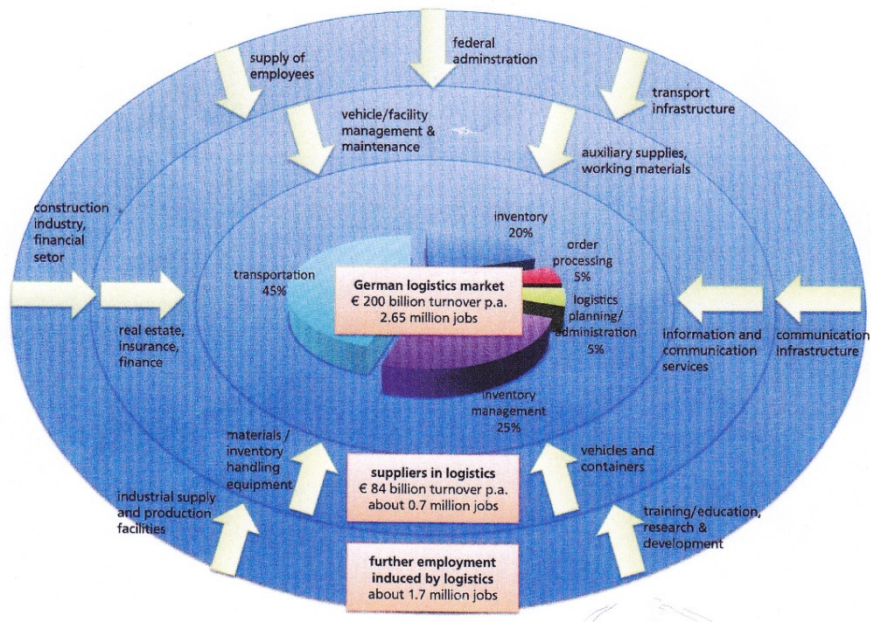 supply of
employees
federal
adminstration
transport
infrastructure
vehicle/facility
management &
maintenance
auxiliary supplies,
working materials
construction
industry,
financial
setor
inventory
20%
order
processing
5%
transportation
45%
German logistics market
€ 200 billion turnover p.a.
2.65 million jobs
logistics
planning/
administration
5%
real estate,
insurance,
finance
information and
communication
services
communication
infrastructure
inventory
management
25%
materials /
inventory
handling
equipment
suppliers in logistics
€ 84 billion turnover p.a.
about 0.7 million jobs
vehicles and
containers
industrial supply
and production
facilities
training/education,
research &
development
further employment
induced by logistics
about 1.7 million jobs